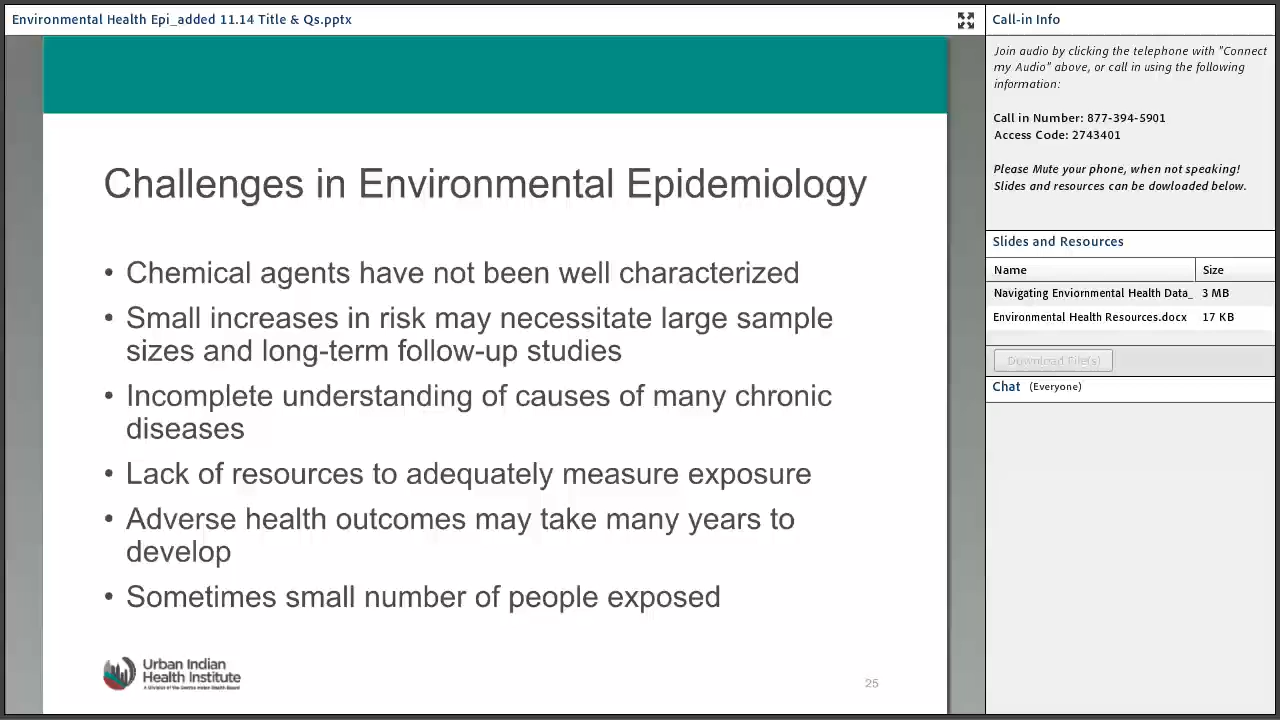 Environmental Health Epi_added 11.14 Title & Qs.pptx
Challenges in Environmental Epidemiology
• Chemical agents have not been well characterized
• Small increases in risk may necessitate large sample
sizes and long-term follow-up studies
• Incomplete understanding of causes of many chronic
diseases
• Lack of resources to adequately measure exposure
• Adverse health outcomes may take many years to
develop
• Sometimes small number of people exposed
Urban Indian
Health Institute
A Division of the Seattle Indian Health Board
25
Call-in Info
Join audio by clicking the telephone with "Connect
my Audio" above, or call in using the following
information:
Call in Number: 877-394-5901
Access Code: 2743401
Please Mute your phone, when not speaking!
Slides and resources can be dowloaded below.
Slides and Resources
Name Size
Navigating Enviornmental Health Data_ 3 MB
Environmental Health Resources.docx 17 KB
Download File(s)
Chat (Everyone)